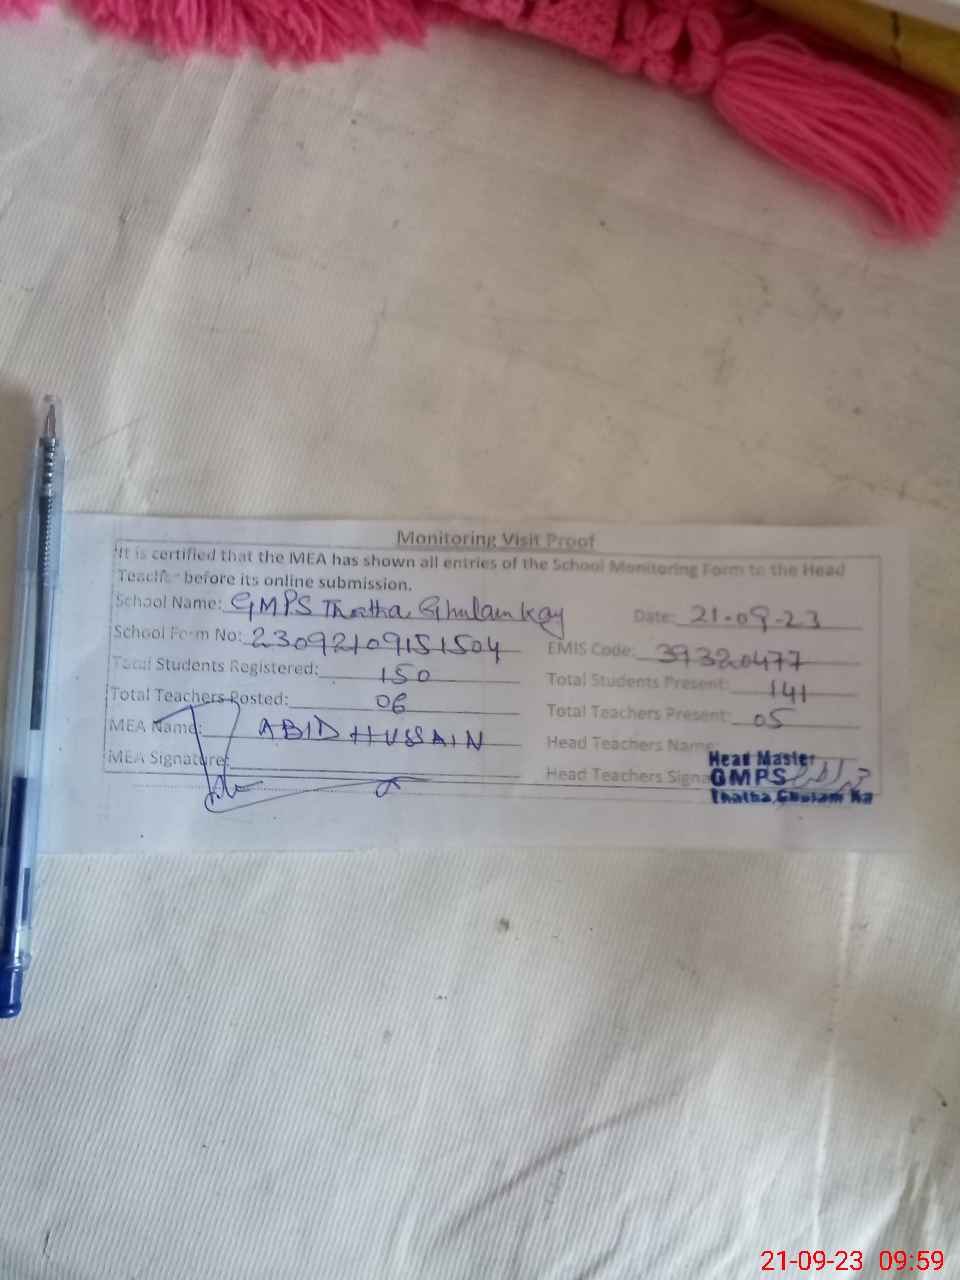 Monitoring Visit Proof
It is certified that the MEA has shown all entries of the School Monitoring Form to the Head
Teacher before its online submission.
School Name: GMPS Thatha Ghulam Kay Date: 21-09-23
School Form No: 23092109151504 EMIS Code: 39320477
Total Students Registered: 150 Total Students Present: 141
Total Teachers Posted: 06 Total Teachers Present: 05
MEA Name: ABID HUSSAIN Head Teachers Name:
MEA Signature: Head Teachers Signa
Head Master
GMPS
Thatha Ghulam Ka
21-09-23 09:59